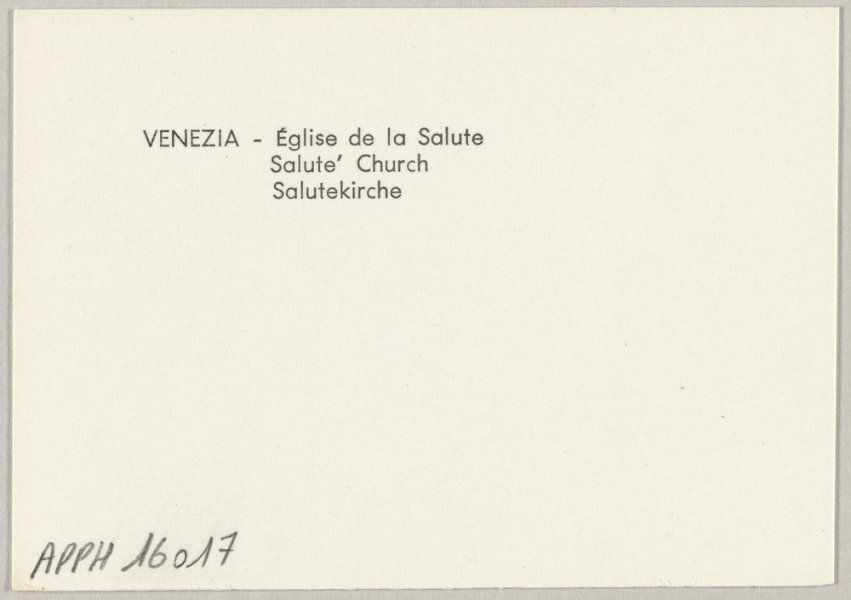 VENEZIA - Église de la Salute
Salute' Church
Salutekirche
APPH 16017